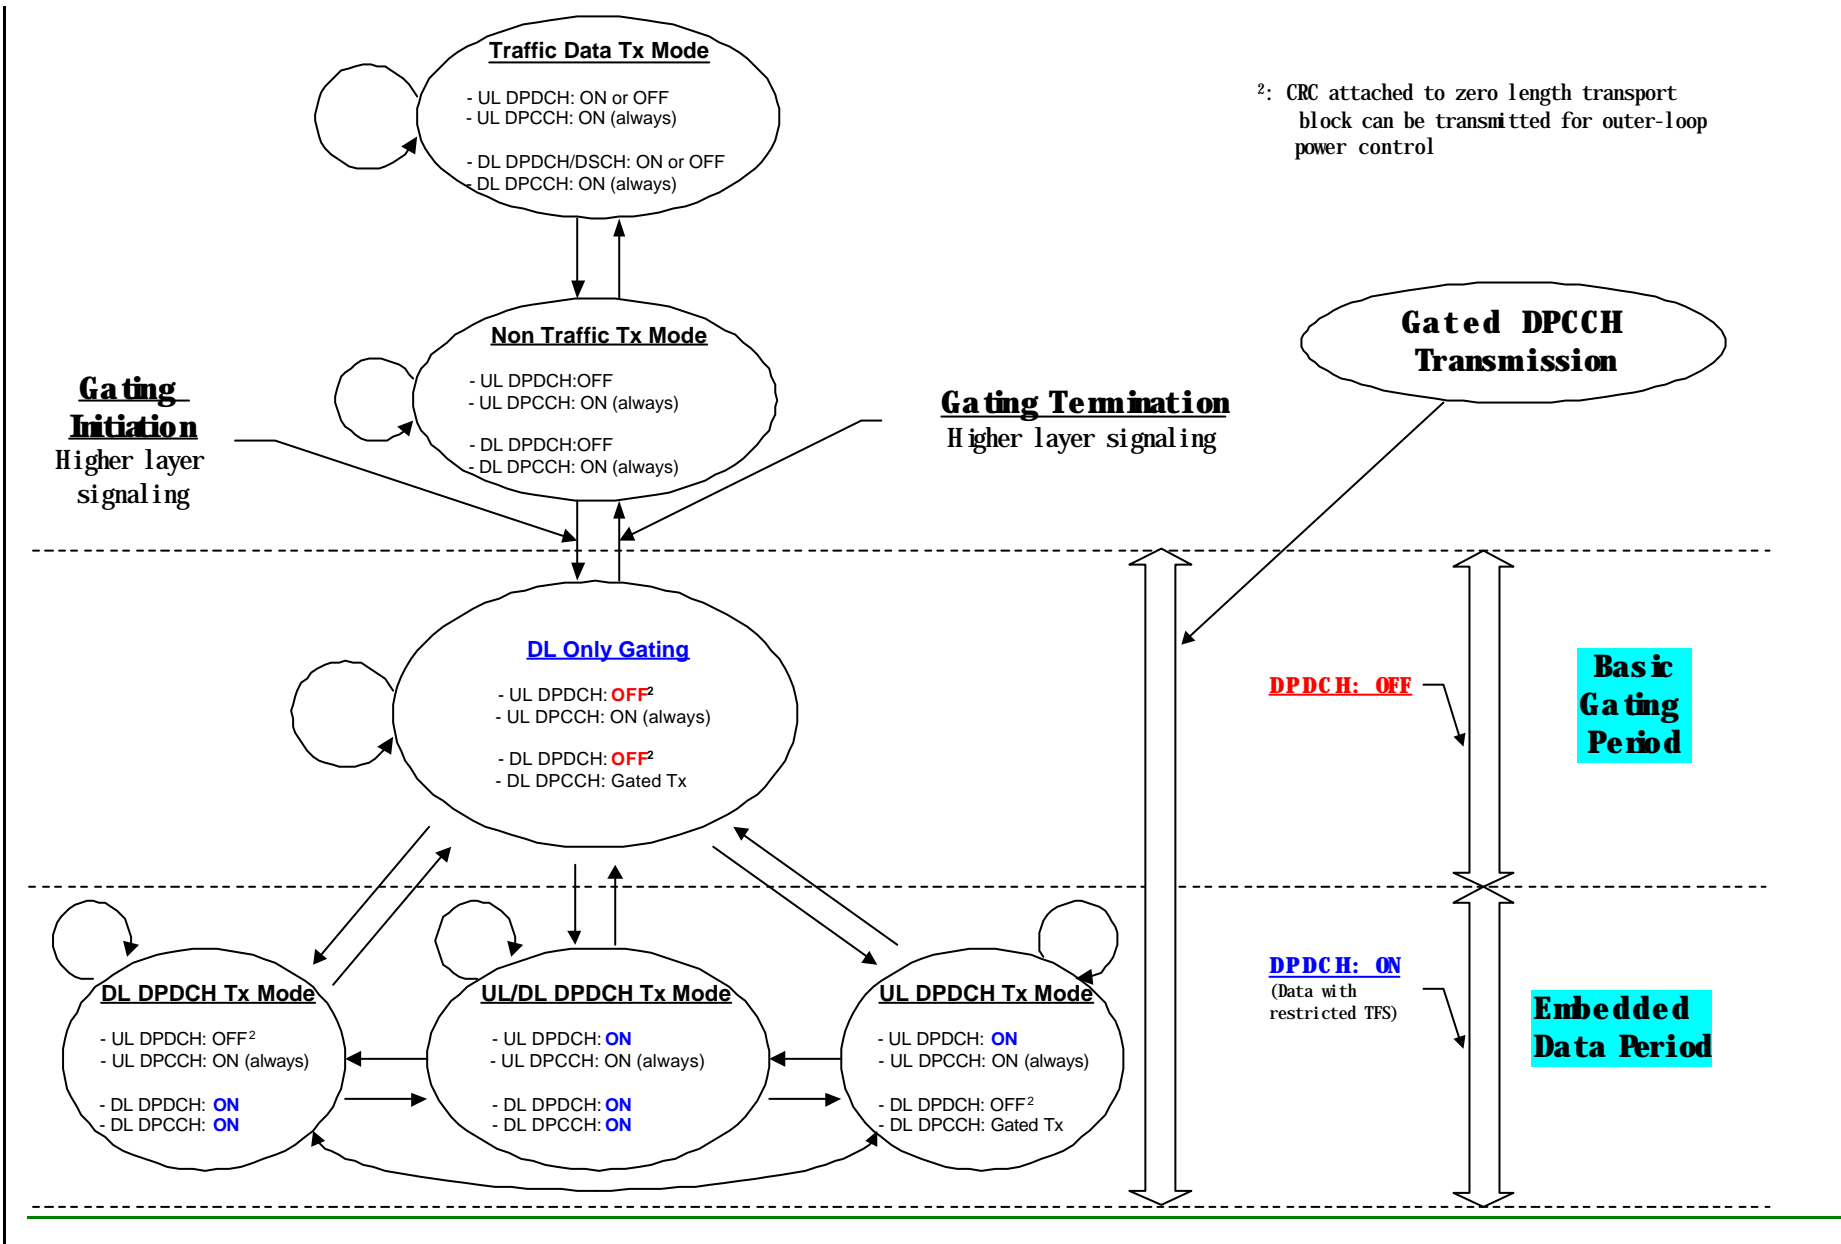 Traffic Data Tx Mode
- UL DPDCH: ON or OFF
- UL DPCCH: ON (always)
- DL DPDCH/DSCH: ON or OFF
- DL DPCCH: ON (always)
²: CRC attached to zero length transport
block can be transmitted for outer-loop
power control
Non Traffic Tx Mode
- UL DPDCH:OFF
- UL DPCCH: ON (always)
- DL DPDCH:OFF
- DL DPCCH: ON (always)
Gating
Initiation
Higher layer
signaling
Gating Termination
Higher layer signaling
Gated DPCCH
Transmission
DL Only Gating
- UL DPDCH: OFF²
- UL DPCCH: ON (always)
- DL DPDCH: OFF²
- DL DPCCH: Gated Tx
DPDCH: OFF
Basic
Gating
Period
DL DPDCH Tx Mode
- UL DPDCH: OFF²
- UL DPCCH: ON (always)
- DL DPDCH: ON
- DL DPCCH: ON
UL/DL DPDCH Tx Mode
- UL DPDCH: ON
- UL DPCCH: ON (always)
- DL DPDCH: ON
- DL DPCCH: ON
UL DPDCH Tx Mode
- UL DPDCH: ON
- UL DPCCH: ON (always)
- DL DPDCH: OFF²
- DL DPCCH: Gated Tx
DPDCH: ON
(Data with
restricted TFS)
Embedded
Data Period